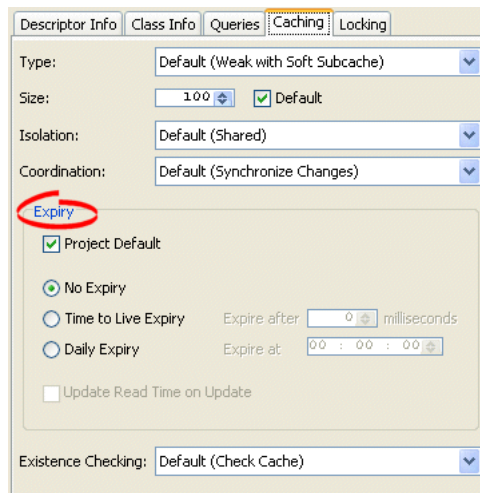 Descriptor Info Class Info Queries Caching Locking
Type: Default (Weak with Soft Subcache)
Size: 100 Default
Isolation: Default (Shared)
Coordination: Default (Synchronize Changes)
Expiry
Project Default
No Expiry
Time to Live Expiry Expire after 0 milliseconds
Daily Expiry Expire at 00 : 00 : 00
Update Read Time on Update
Existence Checking: Default (Check Cache)